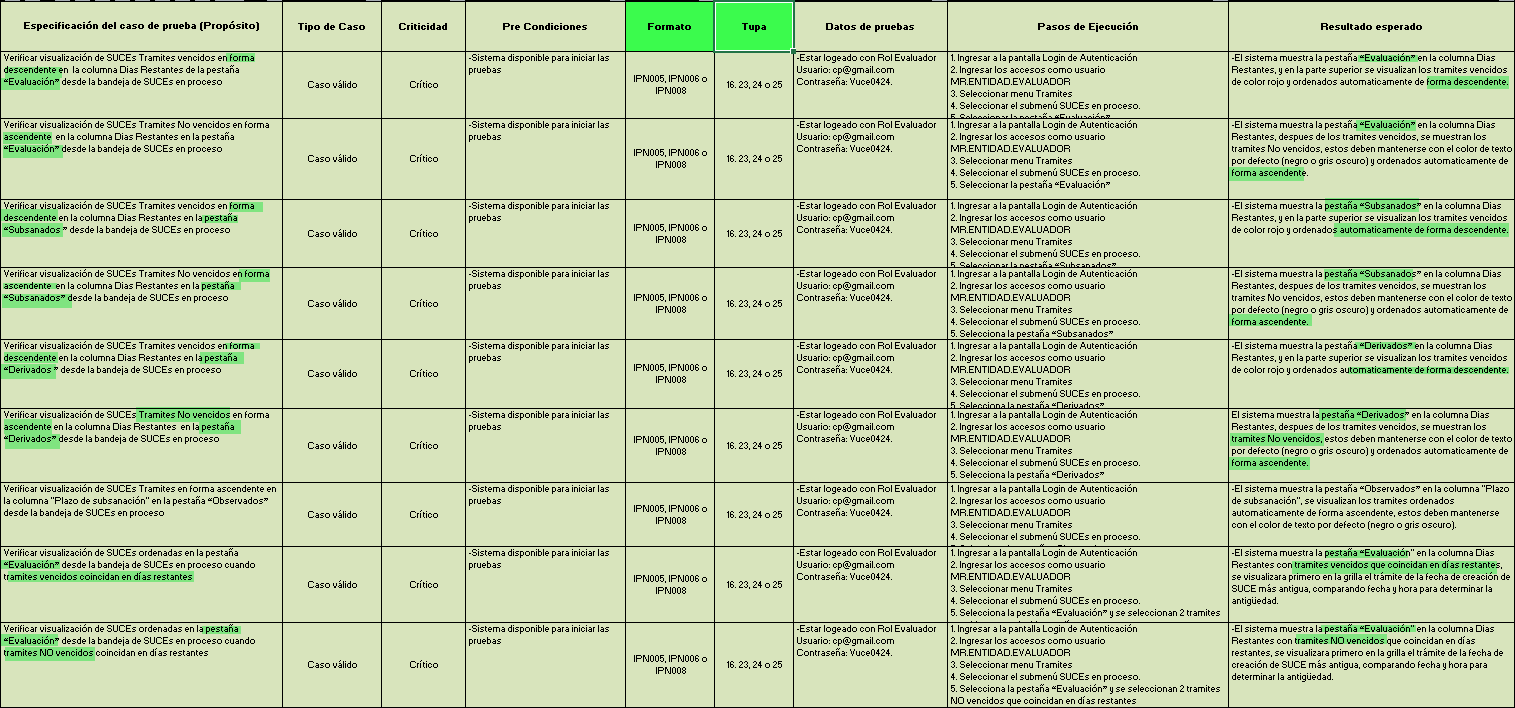 Especificación del caso de prueba (Propósito)
Tipo de Caso
Criticidad
Pre Condiciones
Formato
Tupa
Datos de pruebas
Pasos de Ejecución
Resultado esperado
Verificar visualización de SUCEs Tramites vencidos en forma
descendente en la columna Dias Restantes de la pestaña
“Evaluación” desde la bandeja de SUCEs en proceso
Caso válido
Crítico
-Sistema disponible para iniciar las
pruebas
IPN005, IPN006 o
IPN008
16. 23, 24 o 25
-Estar logeado con Rol Evaluador
Usuario: cp@gmail.com
Contraseña: Vuce0424.
1. Ingresar a la pantalla Login de Autenticación
2. Ingresar los accesos como usuario
MR.ENTIDAD.EVALUADOR
3. Seleccionar menu Tramites
4. Seleccionar el submenú SUCEs en proceso.
5. Seleccionar la pestaña “Evaluación”
-El sistema muestra la pestaña “Evaluación” en la columna Dias
Restantes, y en la parte superior se visualizan los tramites vencidos
de color rojo y ordenados automaticamente de forma descendente.
Verificar visualización de SUCEs Tramites No vencidos en forma
ascendente en la columna Dias Restantes en la pestaña
“Evaluación” desde la bandeja de SUCEs en proceso
Caso válido
Crítico
-Sistema disponible para iniciar las
pruebas
IPN005, IPN006 o
IPN008
16. 23, 24 o 25
-Estar logeado con Rol Evaluador
Usuario: cp@gmail.com
Contraseña: Vuce0424.
1. Ingresar a la pantalla Login de Autenticación
2. Ingresar los accesos como usuario
MR.ENTIDAD.EVALUADOR
3. Seleccionar menu Tramites
4. Seleccionar el submenú SUCEs en proceso.
5. Seleccionar la pestaña “Evaluación”
-El sistema muestra la pestaña “Evaluación” en la columna Dias
Restantes, despues de los tramites vencidos, se muestran los
tramites No vencidos, estos deben mantenerse con el color de texto
por defecto (negro o gris oscuro) y ordenados automaticamente de
forma ascendente.
Verificar visualización de SUCEs Tramites vencidos en forma
descendente en la columna Dias Restantes en la pestaña
“Subsanados ” desde la bandeja de SUCEs en proceso
Caso válido
Crítico
-Sistema disponible para iniciar las
pruebas
IPN005, IPN006 o
IPN008
16. 23, 24 o 25
-Estar logeado con Rol Evaluador
Usuario: cp@gmail.com
Contraseña: Vuce0424.
1. Ingresar a la pantalla Login de Autenticación
2. Ingresar los accesos como usuario
MR.ENTIDAD.EVALUADOR
3. Seleccionar menu Tramites
4. Seleccionar el submenú SUCEs en proceso.
5. Seleccionar la pestaña “Subsanados”
-El sistema muestra la pestaña “Subsanados” en la columna Dias
Restantes, y en la parte superior se visualizan los tramites vencidos
de color rojo y ordenados automaticamente de forma descendente.
Verificar visualización de SUCEs Tramites No vencidos en forma
ascendente en la columna Dias Restantes en la pestaña
“Subsanados” desde la bandeja de SUCEs en proceso
Caso válido
Crítico
-Sistema disponible para iniciar las
pruebas
IPN005, IPN006 o
IPN008
16. 23, 24 o 25
-Estar logeado con Rol Evaluador
Usuario: cp@gmail.com
Contraseña: Vuce0424.
1. Ingresar a la pantalla Login de Autenticación
2. Ingresar los accesos como usuario
MR.ENTIDAD.EVALUADOR
3. Seleccionar menu Tramites
4. Seleccionar el submenú SUCEs en proceso.
5. Selecciona la pestaña “Subsanados”
-El sistema muestra la pestaña “Subsanados” en la columna Dias
Restantes, despues de los tramites vencidos, se muestran los
tramites No vencidos, estos deben mantenerse con el color de texto
por defecto (negro o gris oscuro) y ordenados automaticamente de
forma ascendente.
Verificar visualización de SUCEs Tramites vencidos en forma
descendente en la columna Dias Restantes en la pestaña
“Derivados ” desde la bandeja de SUCEs en proceso
Caso válido
Crítico
-Sistema disponible para iniciar las
pruebas
IPN005, IPN006 o
IPN008
16. 23, 24 o 25
-Estar logeado con Rol Evaluador
Usuario: cp@gmail.com
Contraseña: Vuce0424.
1. Ingresar a la pantalla Login de Autenticación
2. Ingresar los accesos como usuario
MR.ENTIDAD.EVALUADOR
3. Seleccionar menu Tramites
4. Seleccionar el submenú SUCEs en proceso.
5. Selecciona la pestaña “Derivados”
-El sistema muestra la pestaña “Derivados” en la columna Dias
Restantes, y en la parte superior se visualizan los tramites vencidos
de color rojo y ordenados automaticamente de forma descendente.
Verificar visualización de SUCEs Tramites No vencidos en forma
ascendente en la columna Dias Restantes en la pestaña
“Derivados” desde la bandeja de SUCEs en proceso
Caso válido
Crítico
-Sistema disponible para iniciar las
pruebas
IPN005, IPN006 o
IPN008
16. 23, 24 o 25
-Estar logeado con Rol Evaluador
Usuario: cp@gmail.com
Contraseña: Vuce0424.
1. Ingresar a la pantalla Login de Autenticación
2. Ingresar los accesos como usuario
MR.ENTIDAD.EVALUADOR
3. Seleccionar menu Tramites
4. Seleccionar el submenú SUCEs en proceso.
5. Selecciona la pestaña “Derivados”
El sistema muestra la pestaña “Derivados” en la columna Dias
Restantes, despues de los tramites vencidos, se muestran los
tramites No vencidos, estos deben mantenerse con el color de texto
por defecto (negro o gris oscuro) y ordenados automaticamente de
forma ascendente.
Verificar visualización de SUCEs Tramites en forma ascendente en
la columna "Plazo de subsanación" en la pestaña “Observados”
desde la bandeja de SUCEs en proceso
Caso válido
Crítico
-Sistema disponible para iniciar las
pruebas
IPN005, IPN006 o
IPN008
16. 23, 24 o 25
-Estar logeado con Rol Evaluador
Usuario: cp@gmail.com
Contraseña: Vuce0424.
1. Ingresar a la pantalla Login de Autenticación
2. Ingresar los accesos como usuario
MR.ENTIDAD.EVALUADOR
3. Seleccionar menu Tramites
4. Seleccionar el submenú SUCEs en proceso.
-El sistema muestra la pestaña “Observados” en la columna "Plazo
de subsanación", se visualizan los tramites ordenados
automaticamente de forma ascendente, estos deben mantenerse
con el color de texto por defecto (negro o gris oscuro).
Verificar visualización de SUCEs ordenadas en la pestaña
“Evaluación” desde la bandeja de SUCEs en proceso cuando
tramites vencidos coincidan en días restantes
Caso válido
Crítico
-Sistema disponible para iniciar las
pruebas
IPN005, IPN006 o
IPN008
16. 23, 24 o 25
-Estar logeado con Rol Evaluador
Usuario: cp@gmail.com
Contraseña: Vuce0424.
1. Ingresar a la pantalla Login de Autenticación
2. Ingresar los accesos como usuario
MR.ENTIDAD.EVALUADOR
3. Seleccionar menu Tramites
4. Seleccionar el submenú SUCEs en proceso.
5. Selecciona la pestaña “Evaluación” y se seleccionan 2 tramites
-El sistema muestra la pestaña “Evaluación” en la columna Dias
Restantes con tramites vencidos que coincidan en días restantes,
se visualizara primero en la grilla el trámite de la fecha de creación de
SUCE más antigua, comparando fecha y hora para determinar la
antigüedad.
Verificar visualización de SUCEs ordenadas en la pestaña
“Evaluación” desde la bandeja de SUCEs en proceso cuando
tramites NO vencidos coincidan en días restantes
Caso válido
Crítico
-Sistema disponible para iniciar las
pruebas
IPN005, IPN006 o
IPN008
16. 23, 24 o 25
-Estar logeado con Rol Evaluador
Usuario: cp@gmail.com
Contraseña: Vuce0424.
1. Ingresar a la pantalla Login de Autenticación
2. Ingresar los accesos como usuario
MR.ENTIDAD.EVALUADOR
3. Seleccionar menu Tramites
4. Seleccionar el submenú SUCEs en proceso.
5. Selecciona la pestaña “Evaluación” y se seleccionan 2 tramites
NO vencidos que coincidan en días restantes
-El sistema muestra la pestaña “Evaluación” en la columna Dias
Restantes con tramites NO vencidos que coincidan en días
restantes, se visualizara primero en la grilla el trámite de la fecha de
creación de SUCE más antigua, comparando fecha y hora para
determinar la antigüedad.